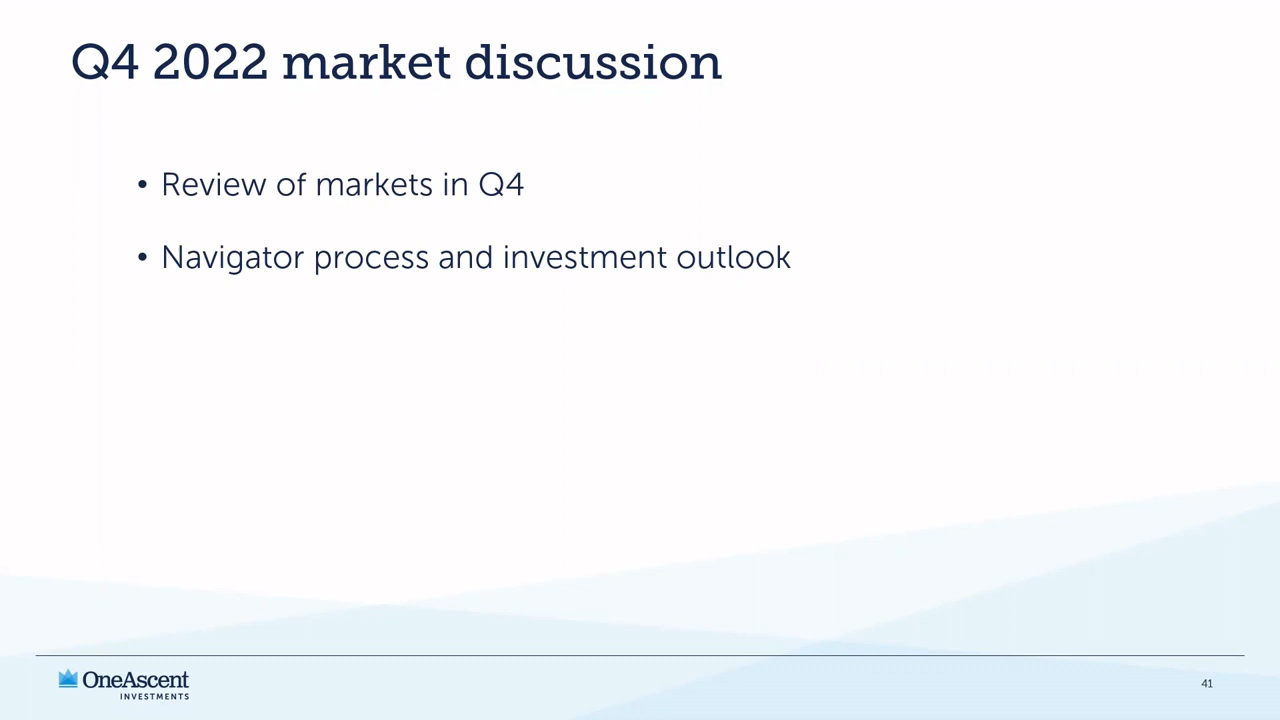 Q4 2022 market discussion
• Review of markets in Q4
• Navigator process and investment outlook
OneAscent
INVESTMENTS
41